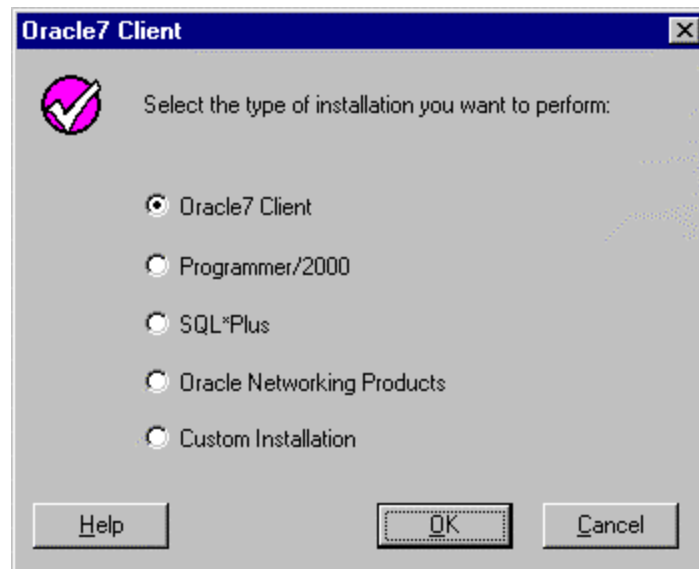 Oracle7 Client
Select the type of installation you want to perform:
Oracle7 Client
Programmer/2000
SQL*Plus
Oracle Networking Products
Custom Installation
Help OK Cancel